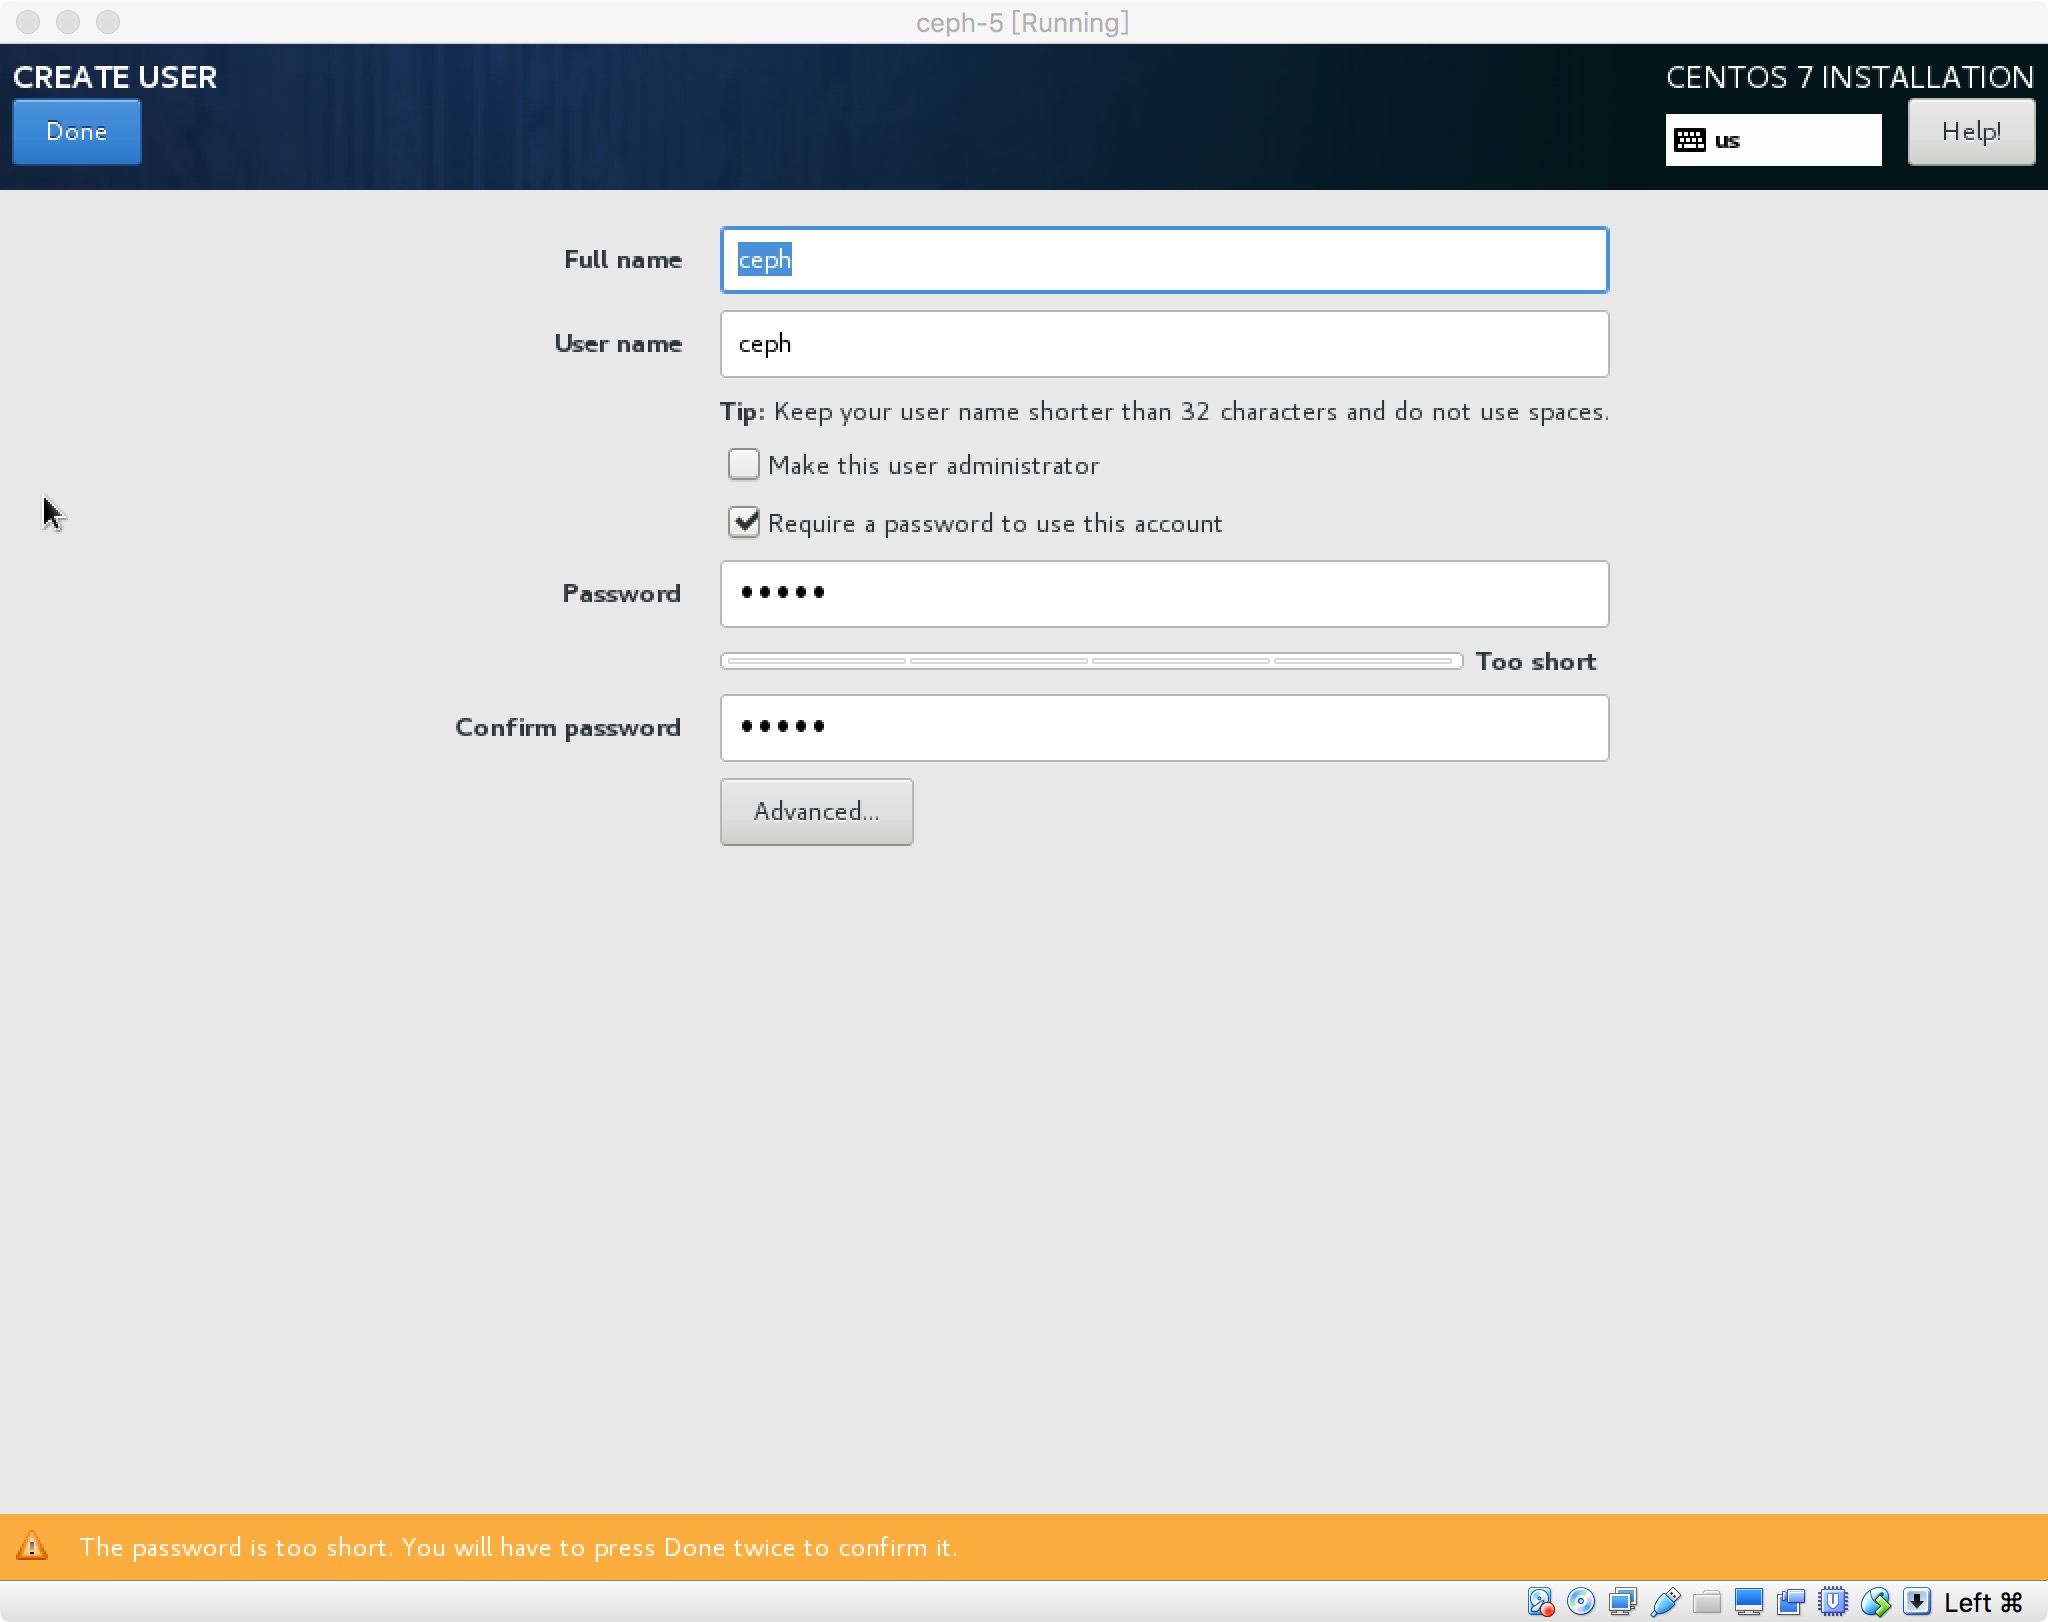 ceph-5 [Running]
CREATE USER
CENTOS 7 INSTALLATION
Done
us
Help!
Full name
ceph
User name
ceph
Tip: Keep your user name shorter than 32 characters and do not use spaces.
Make this user administrator
Require a password to use this account
Password
•••••
Too short
Confirm password
•••••
Advanced...
The password is too short. You will have to press Done twice to confirm it.
Left ⌘